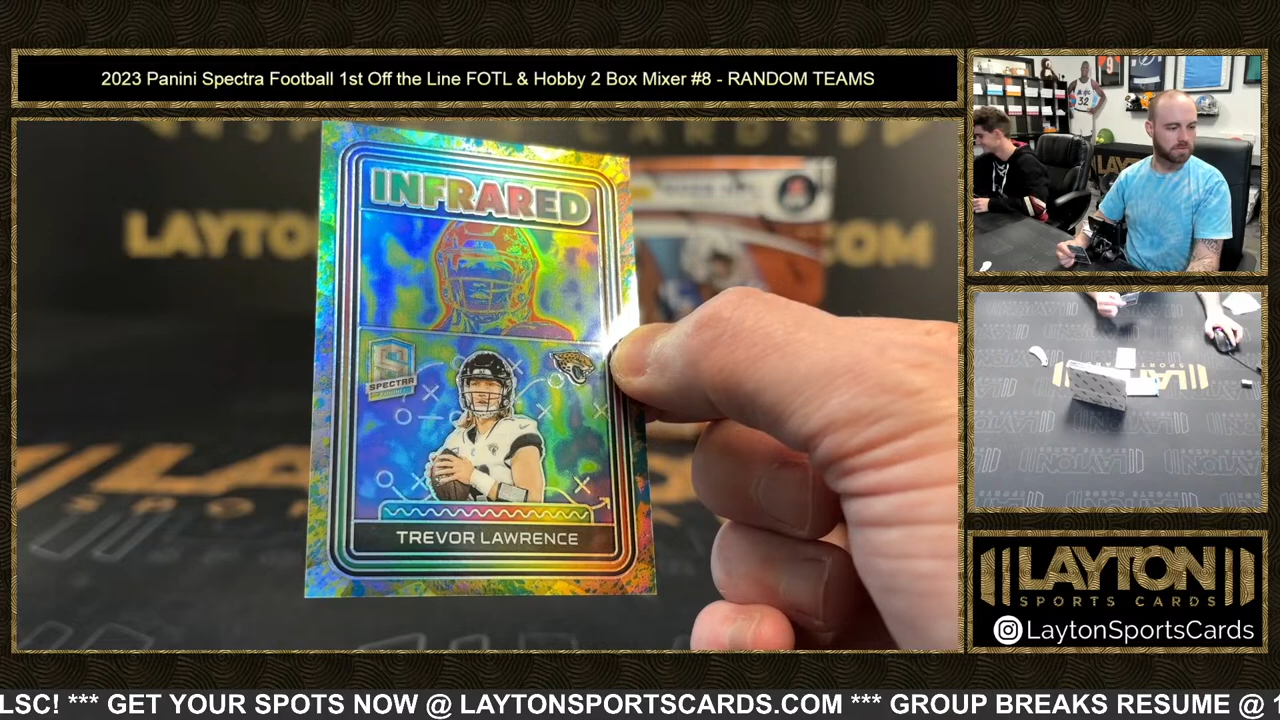 2023 Panini Spectra Football 1st Off the Line FOTL & Hobby 2 Box Mixer #8 - RANDOM TEAMS
INFRARED
SPECTRA
TREVOR LAWRENCE
32
LAYTON
SPORTS CARDS
LaytonSportsCards
LSC! *** GET YOUR SPOTS NOW @ LAYTONSPORTSCARDS.COM *** GROUP BREAKS RESUME @